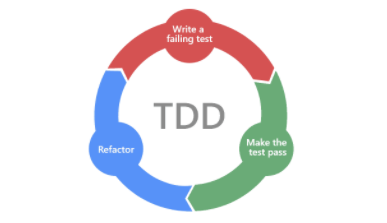 Write a
failing test
TDD
Refactor
Make the
test pass